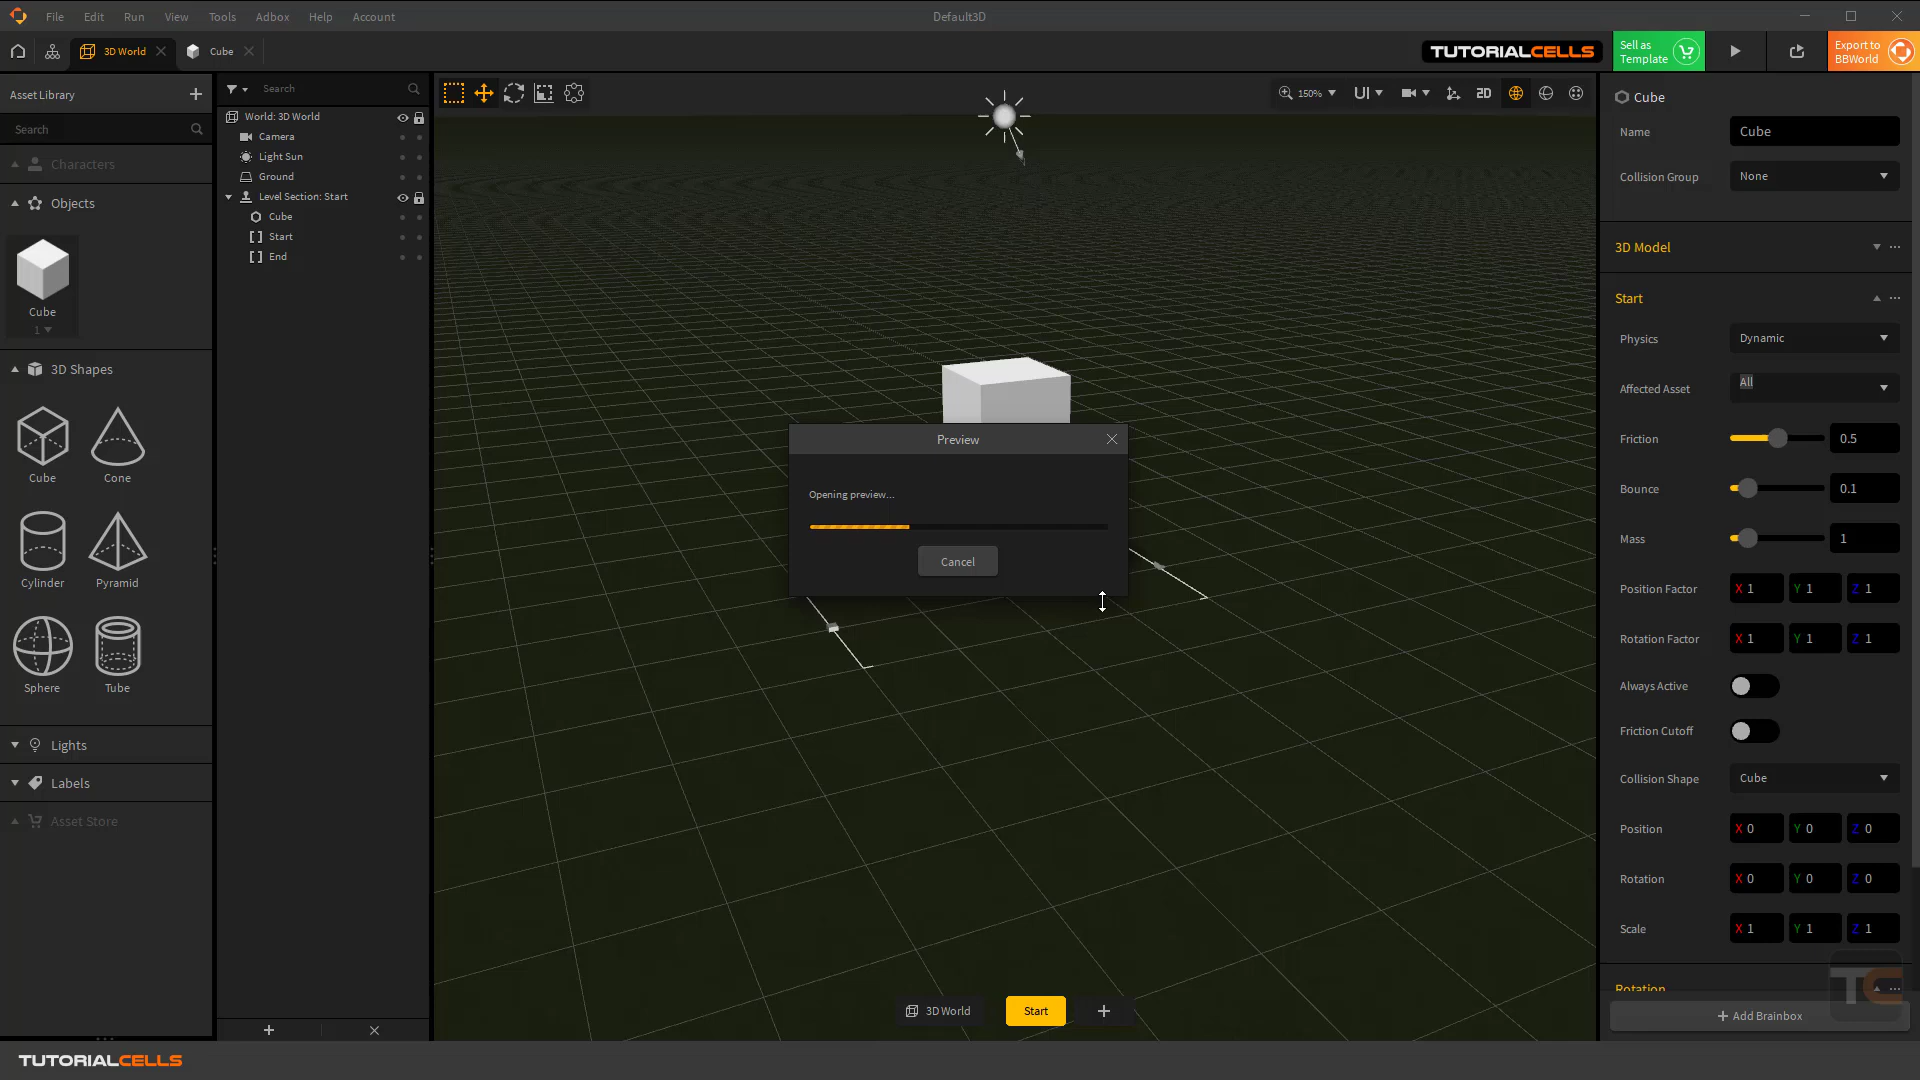 File Edit Run View Tools Adbox Help Account
Default3D
3D World
Cube
TUTORIALCELLS
Sell as
Template
Export to
BBWorld
Asset Library
Search
Characters
Objects
Cube
1
3D Shapes
Cube
Cone
Cylinder
Pyramid
Sphere
Tube
Lights
Labels
Asset Store
Search
World: 3D World
Camera
Light Sun
Ground
Level Section: Start
Cube
Start
End
150%
UI
2D
Preview
Opening preview...
Cancel
3D World
Start
Cube
Name Cube
Collision Group None
3D Model
Start
Physics Dynamic
Affected Asset All
Friction 0.5
Bounce 0.1
Mass 1
Position Factor X 1 Y 1 Z 1
Rotation Factor X 1 Y 1 Z 1
Always Active
Friction Cutoff
Collision Shape Cube
Position X 0 Y 0 Z 0
Rotation X 0 Y 0 Z 0
Scale X 1 Y 1 Z 1
Rotation
TC
Add Brainbox
TUTORIALCELLS